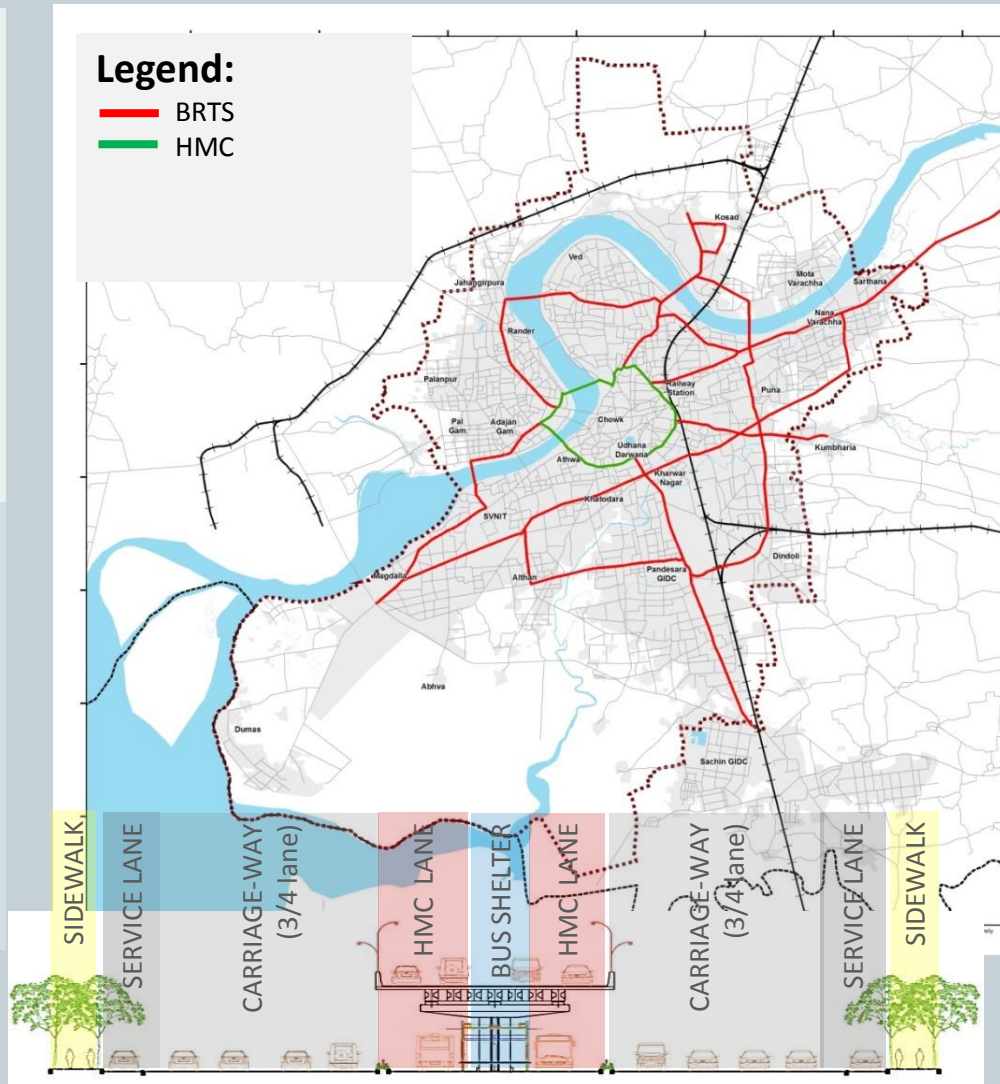 Legend:
BRTS
HMC
Kosad
Ved
Mota
Varachha
Sarthana
Jahangirpura
Nana
Varachha
Rander
Palanpur
Railway
Station
Puna
Pal
Gam
Adajan
Gam
Chowk
Udhana
Darwana
Kumbharia
Athwa
Kharwar
Nagar
Khatodara
SVNIT
Dindoli
Magdalla
Althan
Pandesara
GIDC
Abhva
Dumas
Sachin GIDC
SIDEWALK
SERVICE LANE
CARRIAGE-WAY
(3/4 lane)
HMC LANE
BUS SHELTER
HMC LANE
CARRIAGE-WAY
(3/4 lane)
SERVICE LANE
SIDEWALK